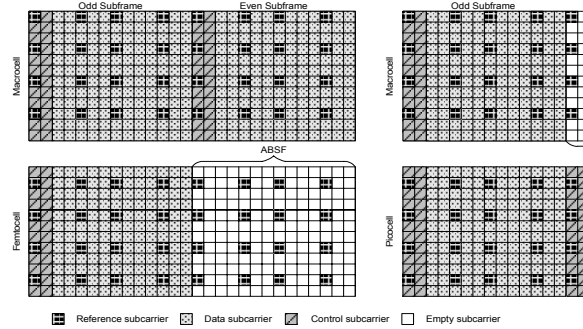 Odd Subframe Even Subframe Odd Subframe
Macrocell Macrocell
ABSF
Femtocell Picocell
Reference subcarrier Data subcarrier Control subcarrier Empty subcarrier